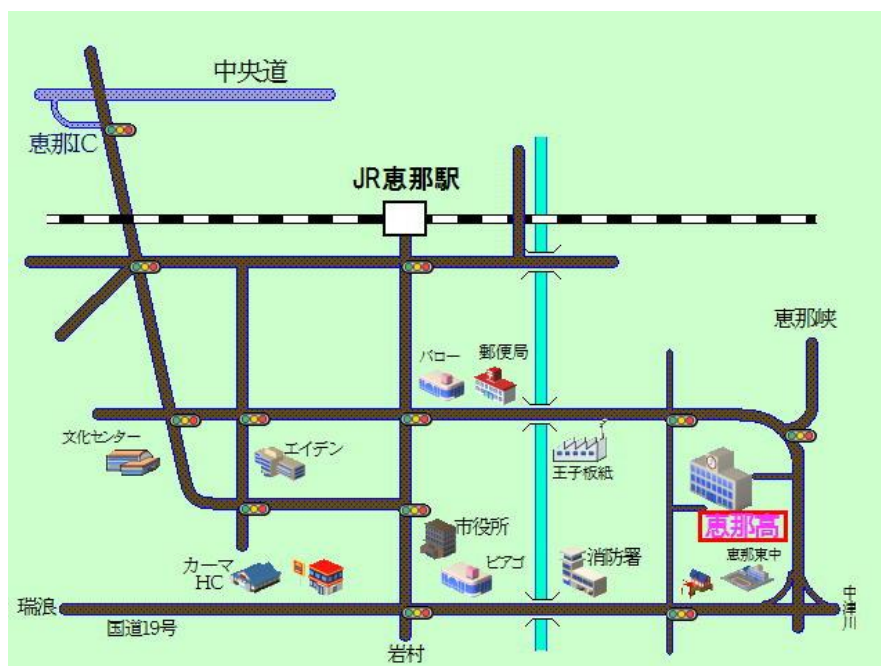 中央道
恵那IC
JR恵那駅
恵那峡
バロー
郵便局
文化センター
エイデン
王子板紙
恵那高
市役所
恵那東中
消防署
カーマ
HC
ピアゴ
瑞浪
国道19号
岩村
中津川